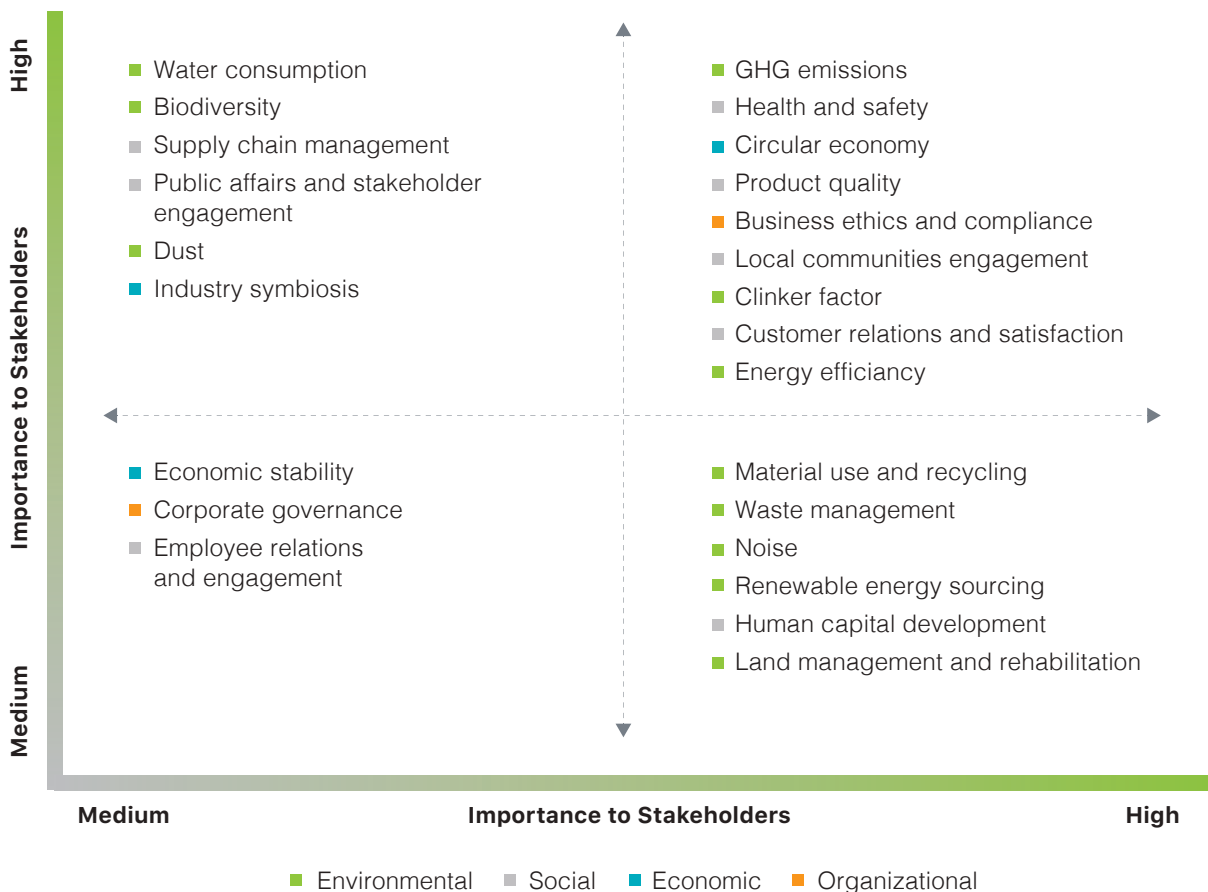 High
Importance to Stakeholders
Medium
Water consumption
Biodiversity
Supply chain management
Public affairs and stakeholder
engagement
Dust
Industry symbiosis
GHG emissions
Health and safety
Circular economy
Product quality
Business ethics and compliance
Local communities engagement
Clinker factor
Customer relations and satisfaction
Energy efficiancy
Economic stability
Corporate governance
Employee relations
and engagement
Material use and recycling
Waste management
Noise
Renewable energy sourcing
Human capital development
Land management and rehabilitation
Medium Importance to Stakeholders High
Environmental Social Economic Organizational